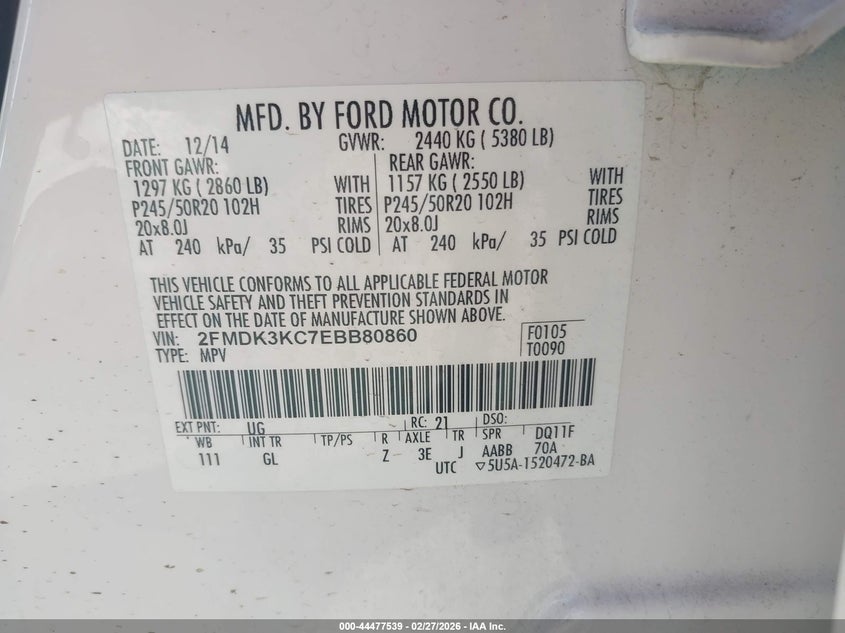 MFD. BY FORD MOTOR CO.
DATE: 12/14 GVWR: 2440 KG ( 5380 LB)
FRONT GAWR: REAR GAWR:
1297 KG ( 2860 LB) WITH 1157 KG ( 2550 LB) WITH
P245/50R20 102H TIRES P245/50R20 102H TIRES
20x8.0J RIMS 20x8.0J RIMS
AT 240 kPa/ 35 PSI COLD AT 240 kPa/ 35 PSI COLD
THIS VEHICLE CONFORMS TO ALL APPLICABLE FEDERAL MOTOR
VEHICLE SAFETY AND THEFT PREVENTION STANDARDS IN
EFFECT ON THE DATE OF MANUFACTURE SHOWN ABOVE.
VIN: 2FMDK3KC7EBB80860 F0105
TYPE: MPV T0090
EXT PNT: UG RC: 21 DSO:
WB INT TR TP/PS R AXLE TR SPR DQ11F
111 GL Z 3E J AABB 70A
UTC ▽5U5A-1520472-BA
000-44477539 - 02/27/2026 - IAA Inc.